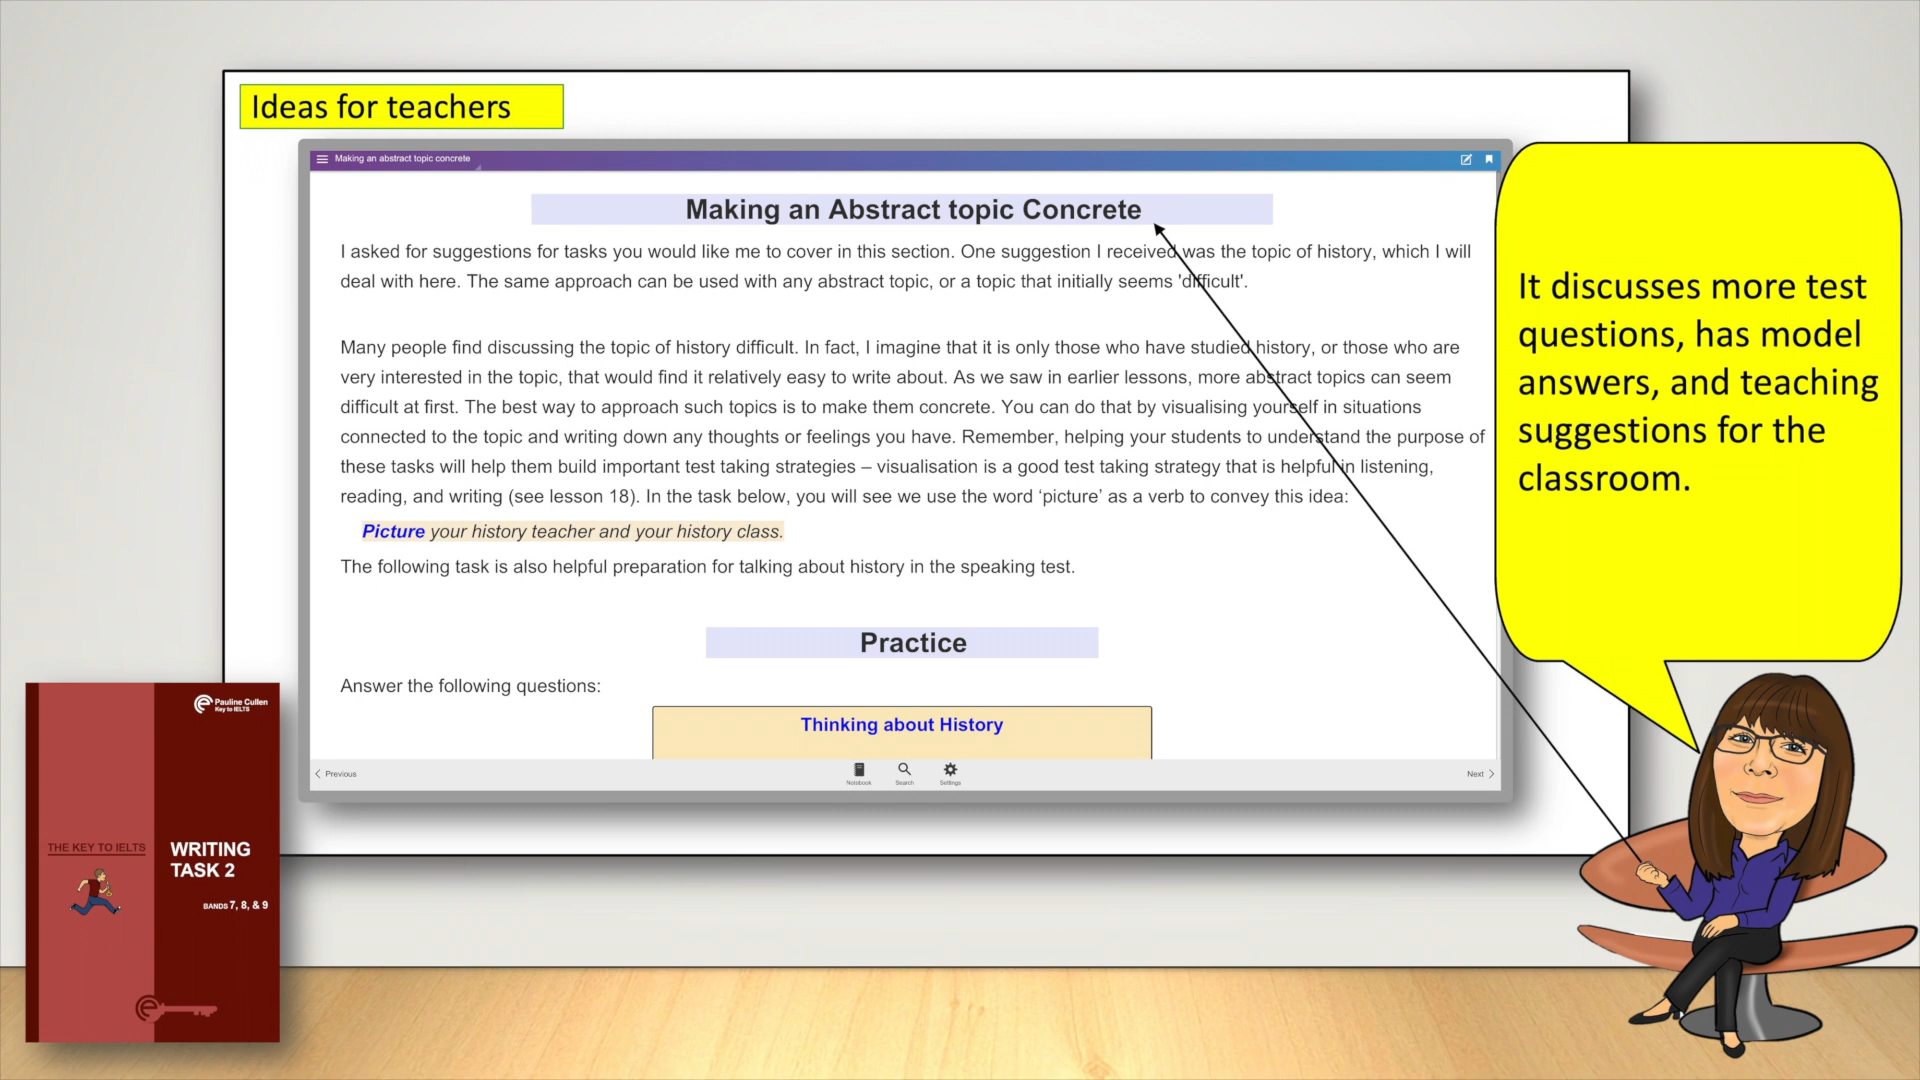 Ideas for teachers
Making an abstract topic concrete
Making an Abstract topic Concrete
I asked for suggestions for tasks you would like me to cover in this section. One suggestion I received was the topic of history, which I will
deal with here. The same approach can be used with any abstract topic, or a topic that initially seems 'difficult'.
Many people find discussing the topic of history difficult. In fact, I imagine that it is only those who have studied history, or those who are
very interested in the topic, that would find it relatively easy to write about. As we saw in earlier lessons, more abstract topics can seem
difficult at first. The best way to approach such topics is to make them concrete. You can do that by visualising yourself in situations
connected to the topic and writing down any thoughts or feelings you have. Remember, helping your students to understand the purpose of
these tasks will help them build important test taking strategies – visualisation is a good test taking strategy that is helpful in listening,
reading, and writing (see lesson 18). In the task below, you will see we use the word ‘picture’ as a verb to convey this idea:
Picture your history teacher and your history class.
The following task is also helpful preparation for talking about history in the speaking test.
Practice
Answer the following questions:
Thinking about History
Previous
Notebook
Search
Settings
Next
It discusses more test
questions, has model
answers, and teaching
suggestions for the
classroom.
Pauline Cullen
Key to IELTS
THE KEY TO IELTS
WRITING
TASK 2
BANDS 7, 8, & 9